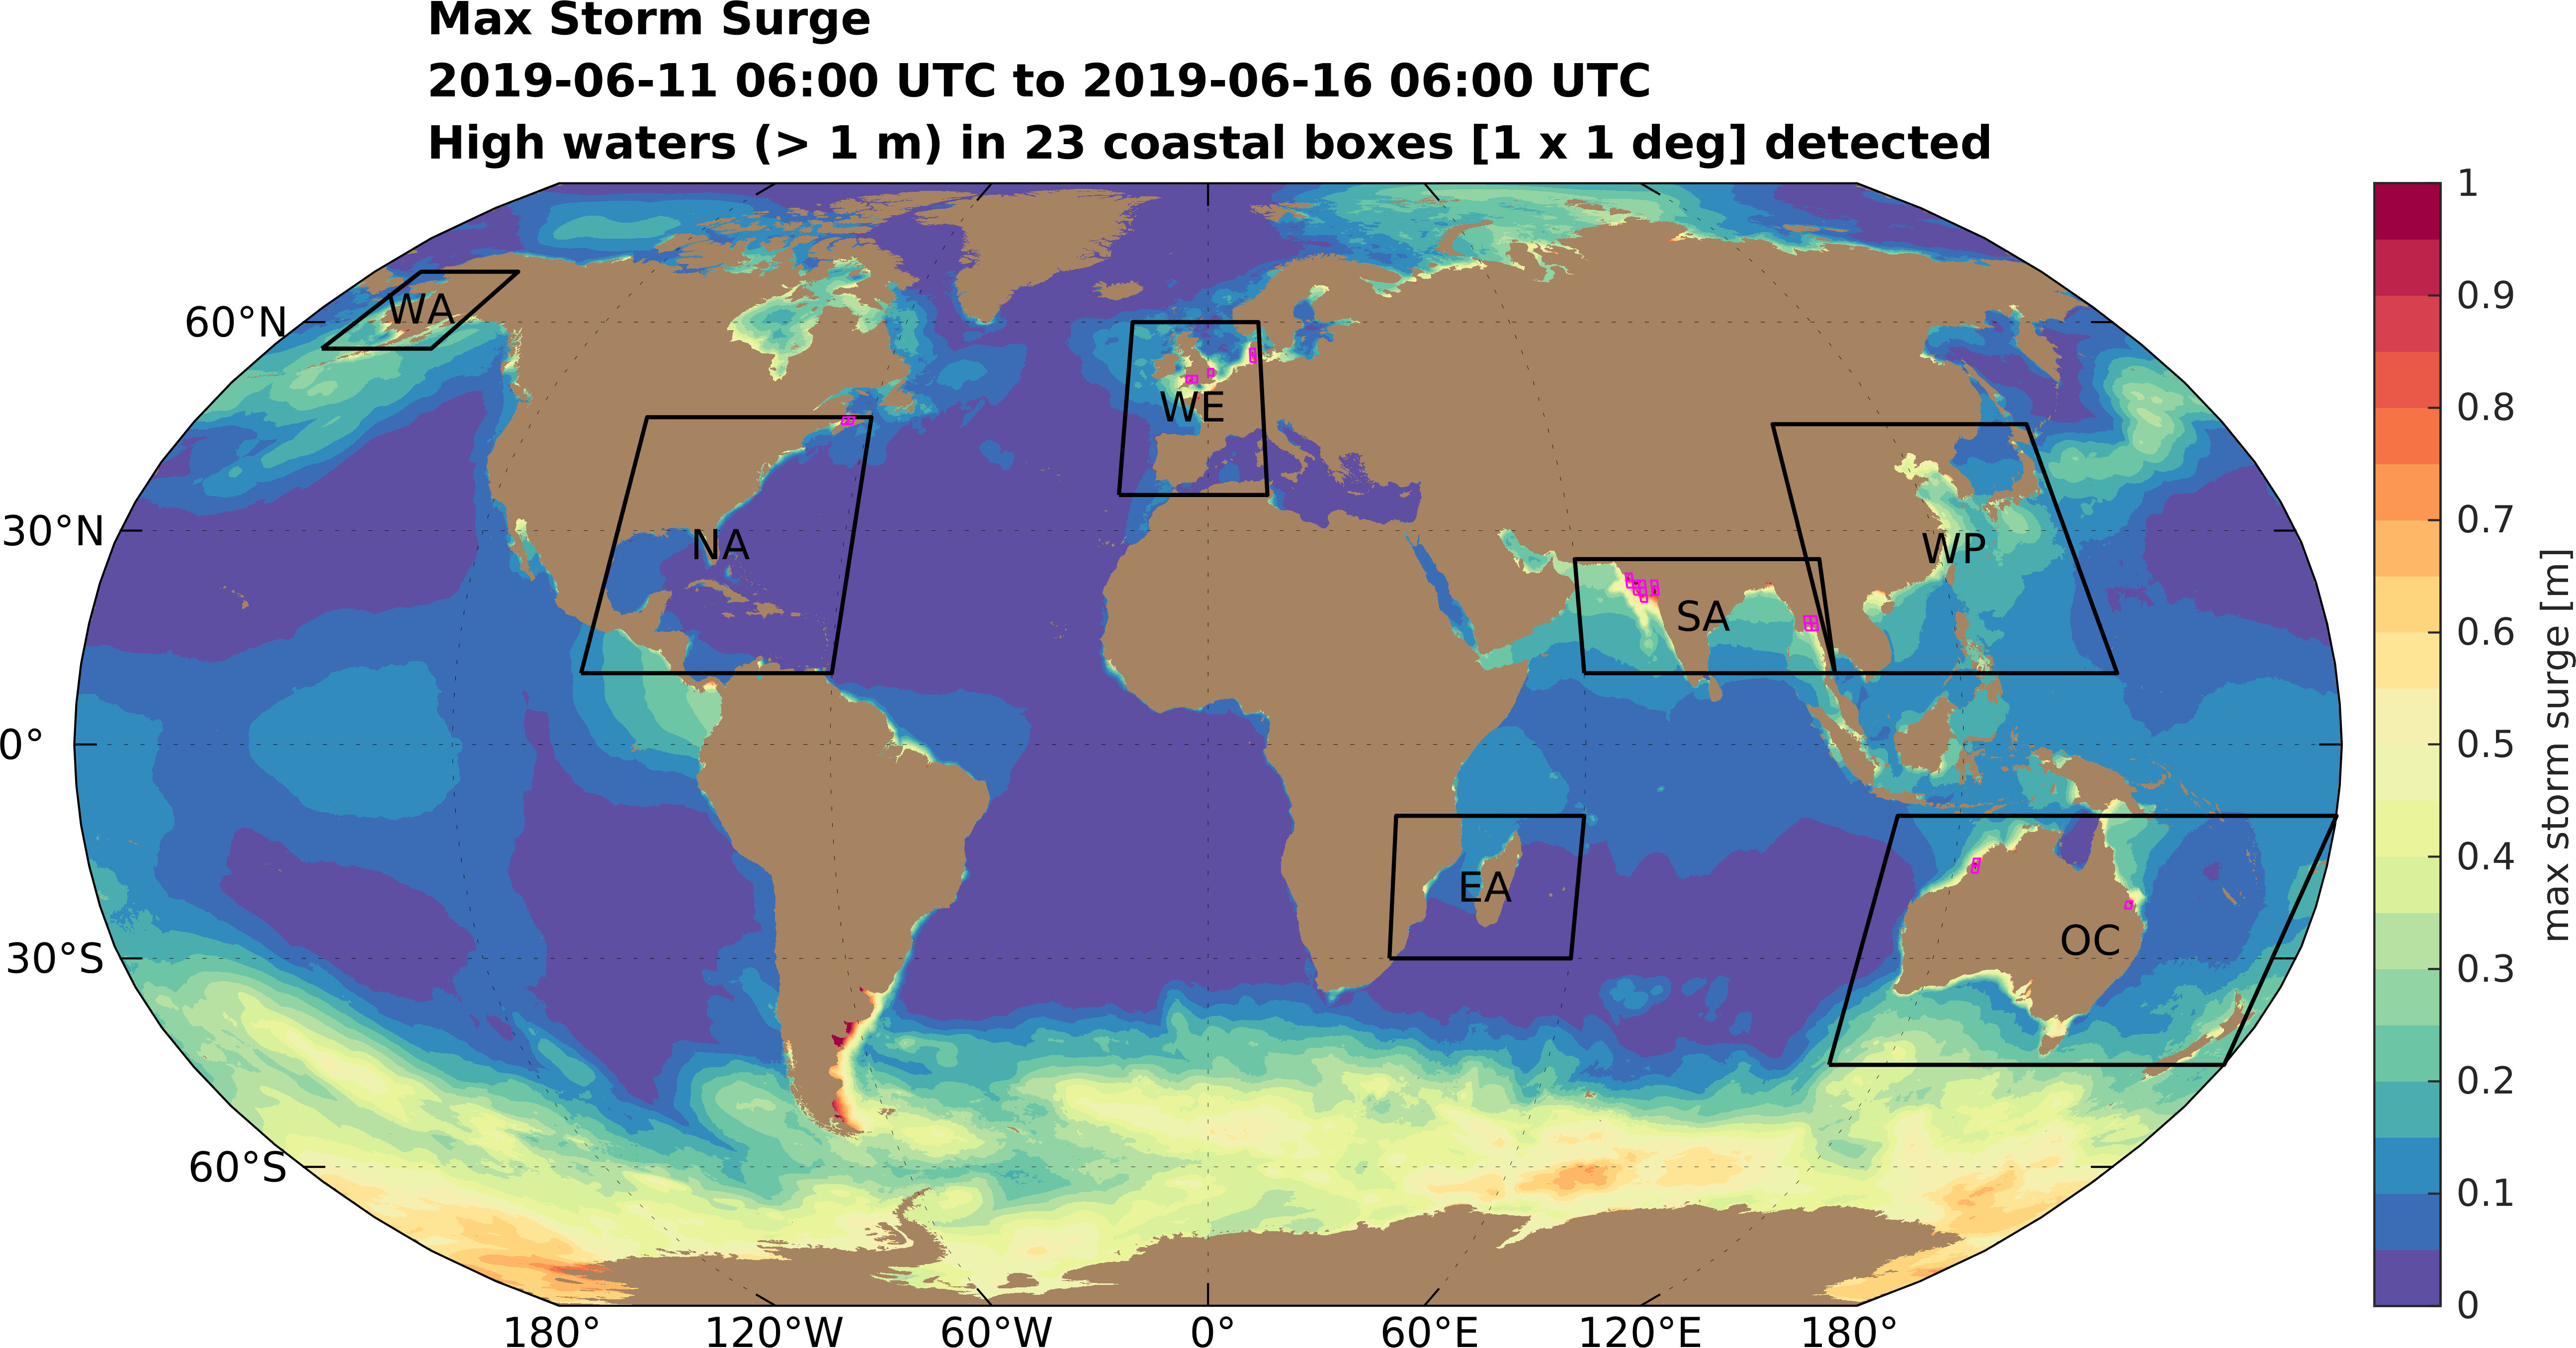 Max Storm Surge
2019-06-11 06:00 UTC to 2019-06-16 06:00 UTC
High waters (> 1 m) in 23 coastal boxes [1 x 1 deg] detected
60°N
30°N
0°
30°S
60°S
WA
NA
WE
SA
WP
EA
OC
180°
120°W
60°W
0°
60°E
120°E
180°
1
0.9
0.8
0.7
0.6
0.5
0.4
0.3
0.2
0.1
0
max storm surge [m]